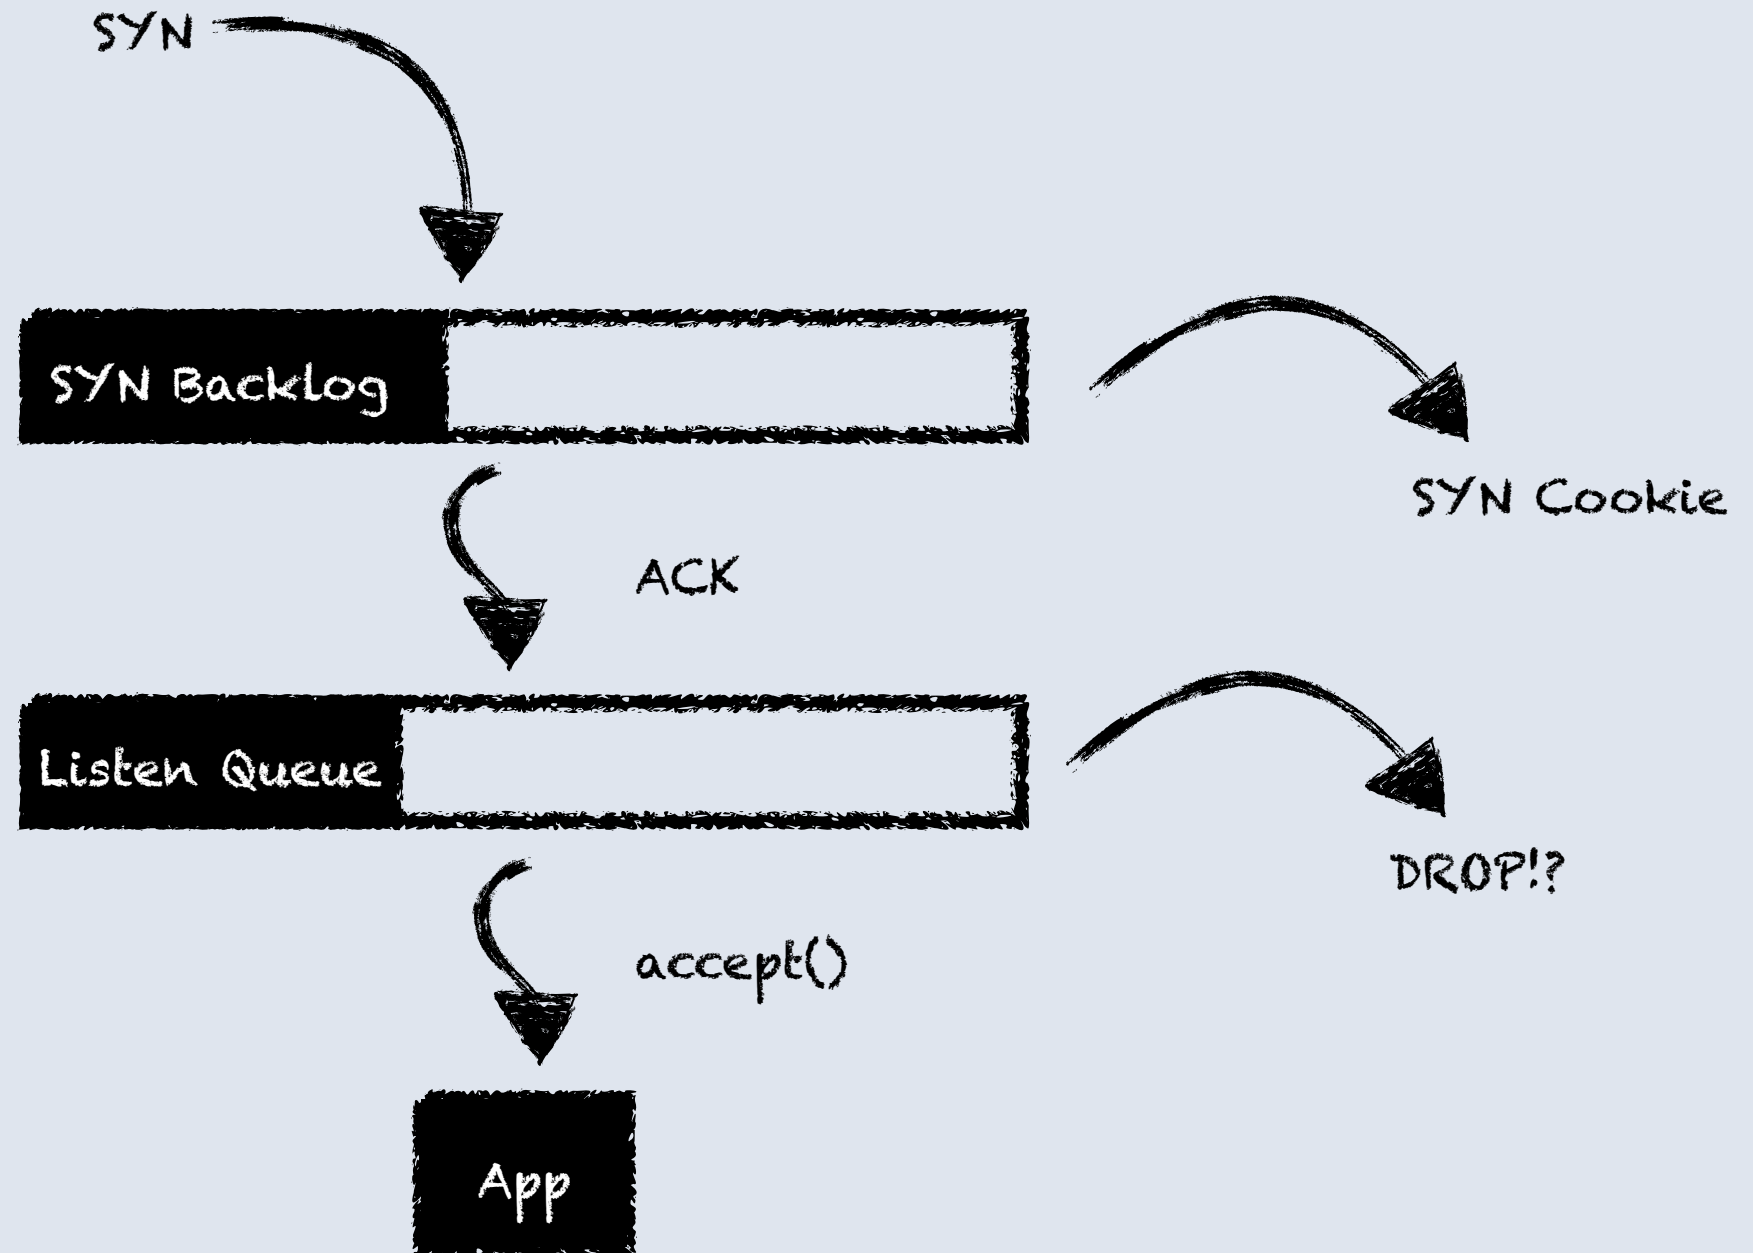 SYN
SYN Backlog
SYN Cookie
ACK
Listen Queue
DROP!?
accept()
App